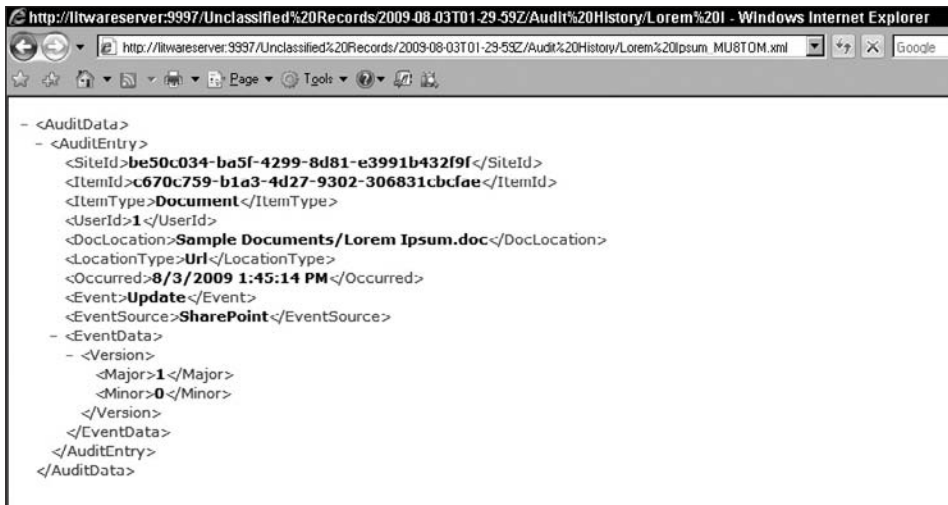 http://litwareserver:9997/Unclassified%20Records/2009-08-03T01-29-59Z/Audit%20History/Lorem%20I - Windows Internet Explorer
http://litwareserver:9997/Unclassified%20Records/2009-08-03T01-29-59Z/Audit%20History/Lorem%20Ipsum_MU8TOM.xml
Google
Page Tools
- <AuditData>
- <AuditEntry>
<SiteId>be50c034-ba5f-4299-8d81-e3991b432f9f</SiteId>
<ItemId>c670c759-b1a3-4d27-9302-306831cbcfae</ItemId>
<ItemType>Document</ItemType>
<UserId>1</UserId>
<DocLocation>Sample Documents/Lorem Ipsum.doc</DocLocation>
<LocationType>Url</LocationType>
<Occurred>8/3/2009 1:45:14 PM</Occurred>
<Event>Update</Event>
<EventSource>SharePoint</EventSource>
- <EventData>
- <Version>
<Major>1</Major>
<Minor>0</Minor>
</Version>
</EventData>
</AuditEntry>
</AuditData>